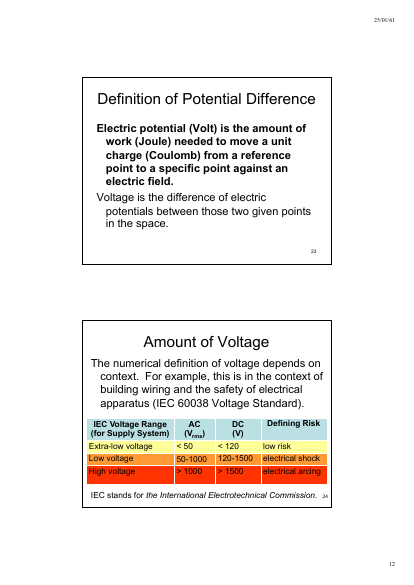 25/01/61
Definition of Potential Difference
Electric potential (Volt) is the amount of
work (Joule) needed to move a unit
charge (Coulomb) from a reference
point to a specific point against an
electric field.
Voltage is the difference of electric
potentials between those two given points
in the space.
23
Amount of Voltage
The numerical definition of voltage depends on
context. For example, this is in the context of
building wiring and the safety of electrical
apparatus (IEC 60038 Voltage Standard).
IEC Voltage Range AC DC Defining Risk
(for Supply System) (Vrms) (V)
Extra-low voltage < 50 < 120 low risk
Low voltage 50-1000 120-1500 electrical shock
High voltage > 1000 > 1500 electrical arcing
IEC stands for the International Electrotechnical Commission. 24
12